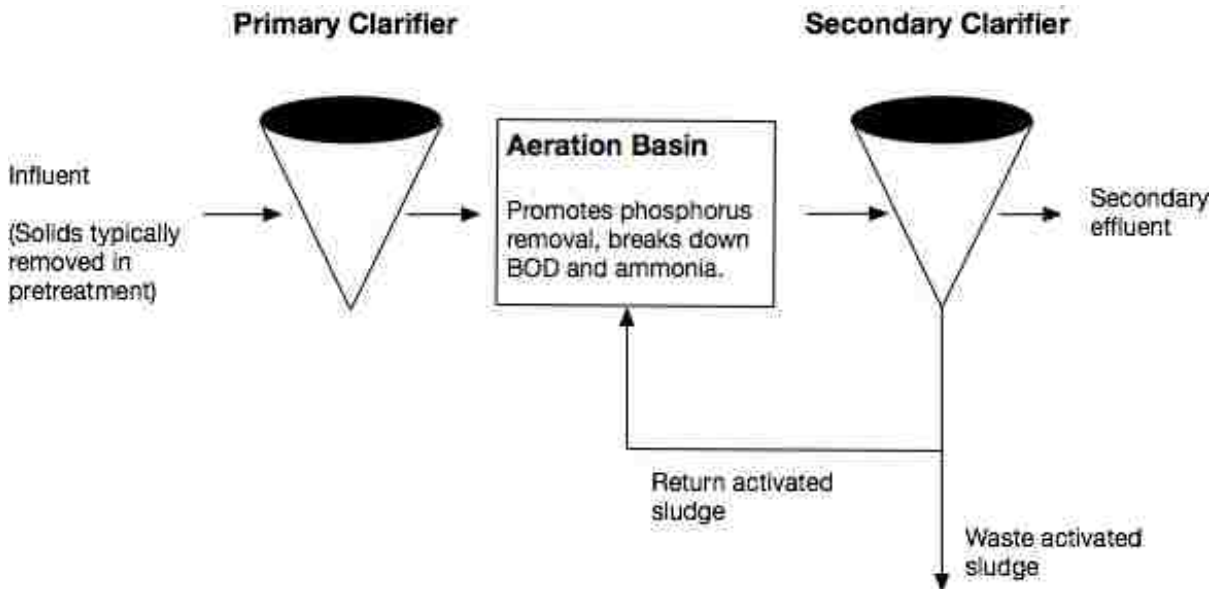 Primary Clarifier
Secondary Clarifier
Influent
(Solids typically
removed in
pretreatment)
Aeration Basin
Promotes phosphorus
removal, breaks down
BOD and ammonia.
Secondary
effluent
Return activated
sludge
Waste activated
sludge